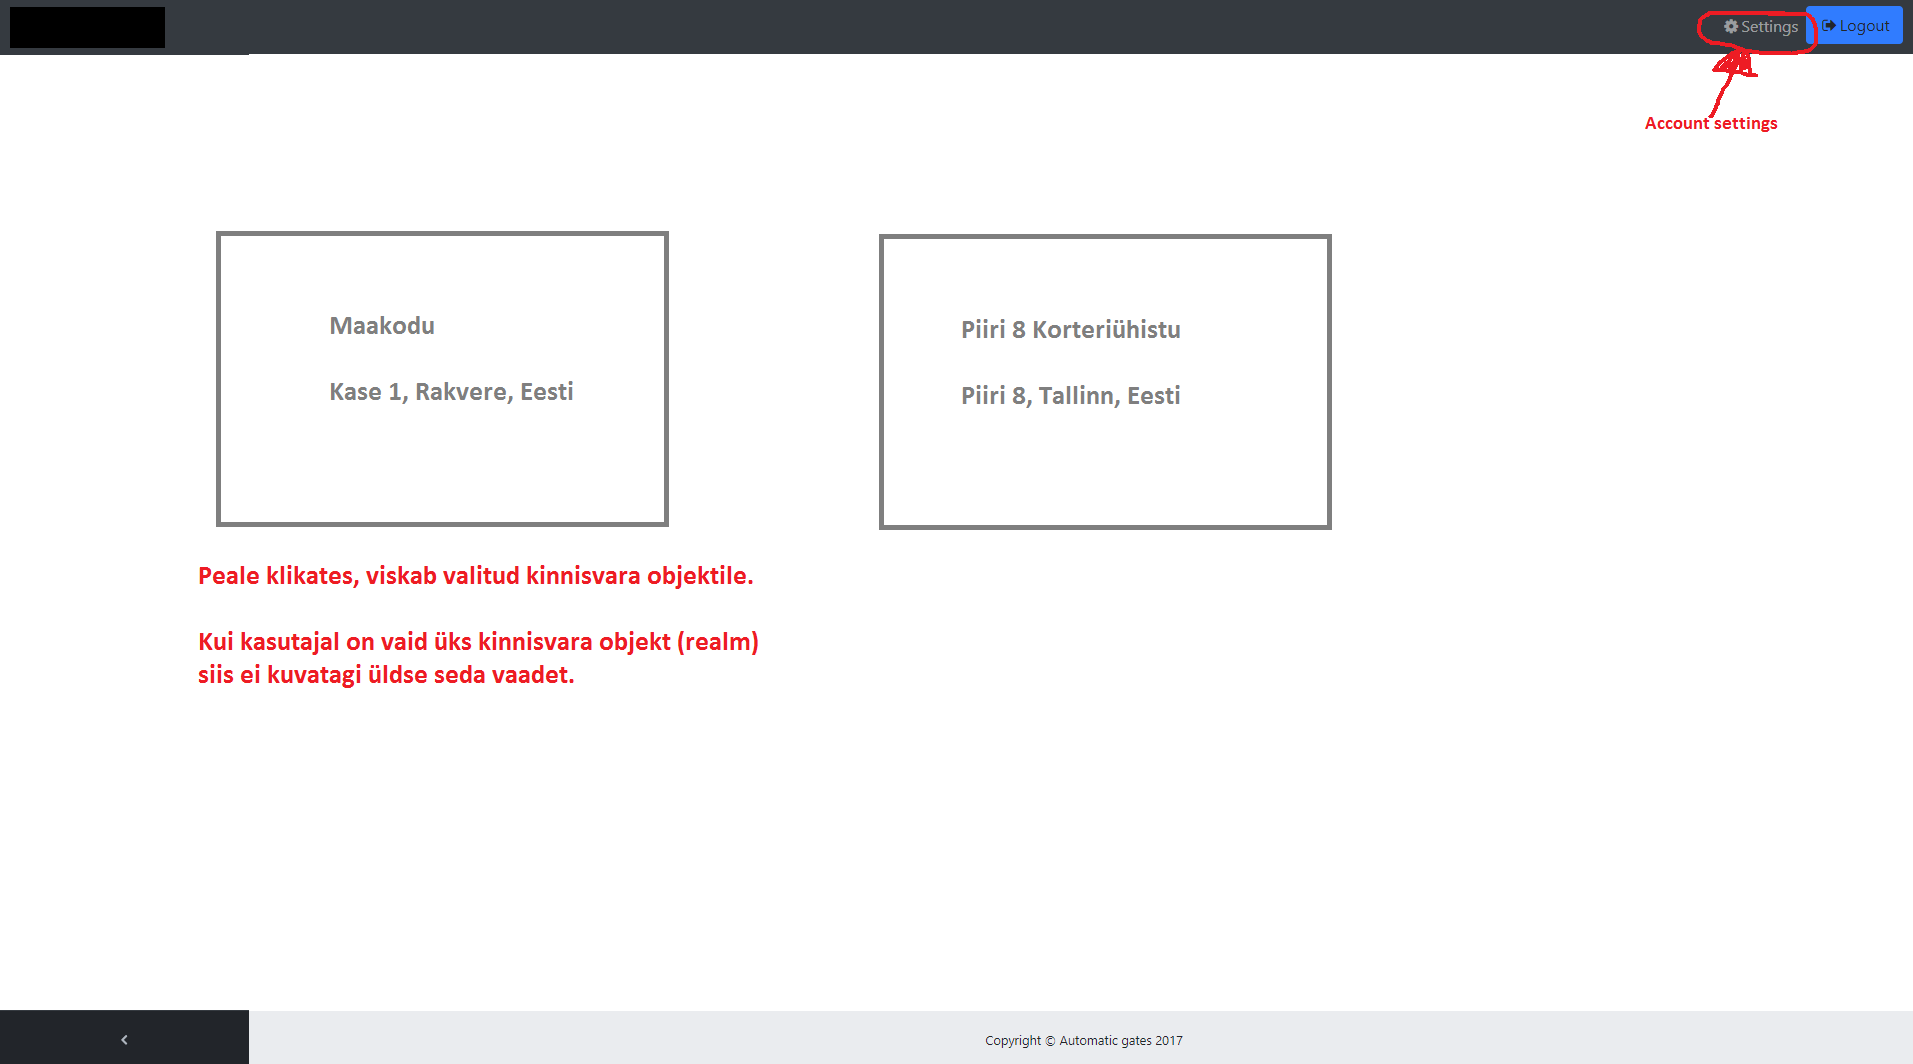 Settings
Logout
Account settings
Maakodu
Kase 1, Rakvere, Eesti
Piiri 8 Korteriühistu
Piiri 8, Tallinn, Eesti
Peale klikates, viskab valitud kinnisvara objektile.
Kui kasutajal on vaid üks kinnisvara objekt (realm)
siis ei kuvatagi üldse seda vaadet.
Copyright © Automatic gates 2017